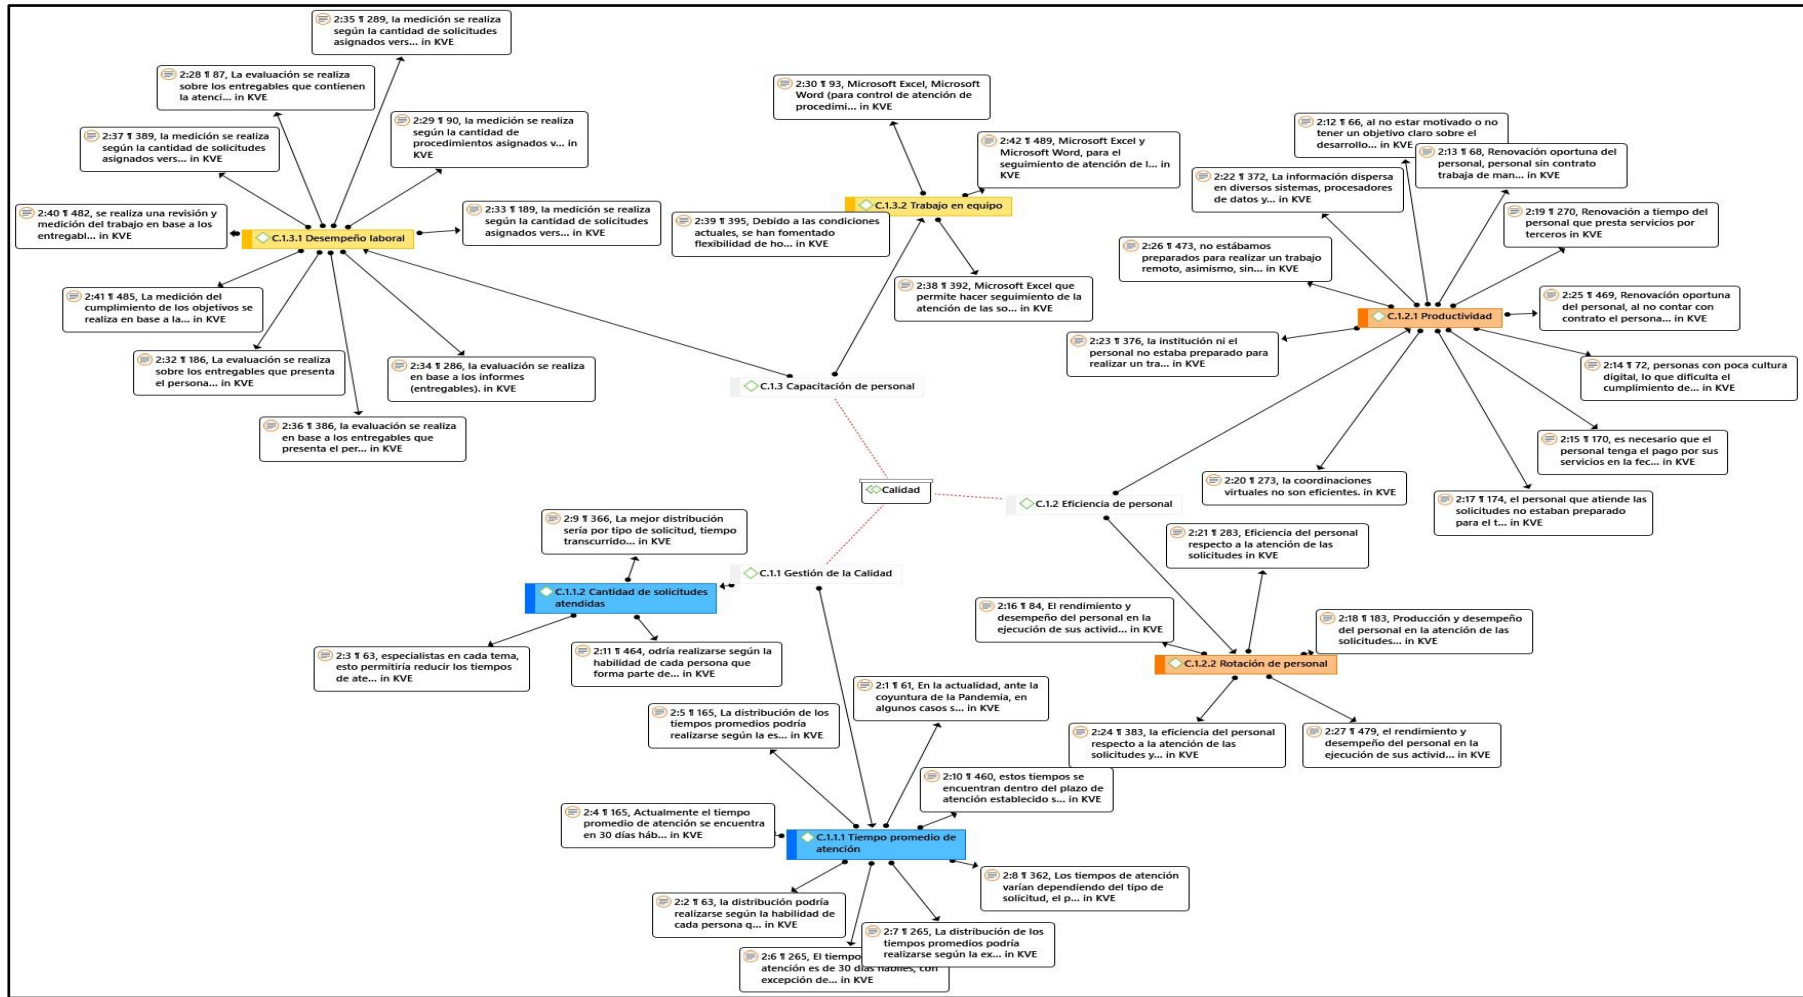 2:35 ¶ 289, la medición se realiza
según la cantidad de solicitudes
asignados vers... in KVE
2:28 ¶ 87, La evaluación se realiza
sobre los entregables que contienen
la atenci... in KVE
2:37 ¶ 389, la medición se realiza
según la cantidad de solicitudes
asignados vers... in KVE
2:29 ¶ 90, la medición se realiza
según la cantidad de
procedimientos asignados v... in
KVE
2:40 ¶ 482, se realiza una revisión y
medición del trabajo en base a los
entregabl... in KVE
C.1.3.1 Desempeño laboral
2:33 ¶ 189, la medición se realiza
según la cantidad de solicitudes
asignados vers... in KVE
2:41 ¶ 485, La medición del
cumplimiento de los objetivos se
realiza en base a la... in KVE
2:32 ¶ 186, La evaluación se realiza
sobre los entregables que presenta
el persona... in KVE
2:34 ¶ 286, la evaluación se realiza
en base a los informes
(entregables). in KVE
2:36 ¶ 386, la evaluación se realiza
en base a los entregables que
presenta el per... in KVE
2:30 ¶ 93, Microsoft Excel, Microsoft
Word (para control de atención de
procedimi... in KVE
2:42 ¶ 489, Microsoft Excel y
Microsoft Word, para el
seguimiento de atención de l... in
KVE
C.1.3.2 Trabajo en equipo
2:39 ¶ 395, Debido a las condiciones
actuales, se han fomentado
flexibilidad de ho... in KVE
2:38 ¶ 392, Microsoft Excel que
permite hacer seguimiento de la
atención de las so... in KVE
C.1.3 Capacitación de personal
2:12 ¶ 66, al no estar motivado o no
tener un objetivo claro sobre el
desarrollo... in KVE
2:13 ¶ 68, Renovación oportuna del
personal, personal sin contrato
trabaja de man... in KVE
2:22 ¶ 372, La información dispersa
en diversos sistemas, procesadores
de datos y... in KVE
2:19 ¶ 270, Renovación a tiempo del
personal que presta servicios por
terceros in KVE
2:26 ¶ 473, no estábamos
preparados para realizar un trabajo
remoto, asimismo, sin... in KVE
2:25 ¶ 469, Renovación oportuna
del personal, al no contar con
contrato el persona... in KVE
C.1.2.1 Productividad
2:23 ¶ 376, la institución ni el
personal no estaba preparado para
realizar un tra... in KVE
2:14 ¶ 72, personas con poca cultura
digital, lo que dificulta el
cumplimiento de... in KVE
2:15 ¶ 170, es necesario que el
personal tenga el pago por sus
servicios en la fec... in KVE
2:20 ¶ 273, la coordinaciones
virtuales no son eficientes. in KVE
2:17 ¶ 174, el personal que atiende las
solicitudes no estaban preparado
para el t... in KVE
Calidad
C.1.2 Eficiencia de personal
2:21 ¶ 283, Eficiencia del personal
respecto a la atención de las
solicitudes in KVE
2:16 ¶ 84, El rendimiento y
desempeño del personal en la
ejecución de sus activid... in KVE
2:18 ¶ 183, Producción y desempeño
del personal en la atención de las
solicitudes... in KVE
C.1.2.2 Rotación de personal
2:24 ¶ 383, la eficiencia del personal
respecto a la atención de las
solicitudes y... in KVE
2:27 ¶ 479, el rendimiento y
desempeño del personal en la
ejecución de sus activid... in KVE
2:9 ¶ 366, La mejor distribución
sería por tipo de solicitud, tiempo
transcurrido... in KVE
C.1.1 Gestión de la Calidad
C.1.1.2 Cantidad de solicitudes
atendidas
2:3 ¶ 63, especialistas en cada tema,
esto permitiría reducir los tiempos
de ate... in KVE
2:11 ¶ 464, odría realizarse según la
habilidad de cada persona que
forma parte de... in KVE
2:1 ¶ 61, En la actualidad, ante la
coyuntura de la Pandemia, en
algunos casos s... in KVE
2:5 ¶ 165, La distribución de los
tiempos promedios podría
realizarse según la es... in KVE
2:10 ¶ 460, estos tiempos se
encuentran dentro del plazo de
atención establecido s... in KVE
2:4 ¶ 165, Actualmente el tiempo
promedio de atención se encuentra
en 30 días háb... in KVE
C.1.1.1 Tiempo promedio de
atención
2:8 ¶ 362, Los tiempos de atención
varían dependiendo del tipo de
solicitud, el p... in KVE
2:2 ¶ 63, la distribución podría
realizarse según la habilidad de
cada persona q... in KVE
2:7 ¶ 265, La distribución de los
tiempos promedios podría
realizarse según la ex... in KVE
2:6 ¶ 265, El tiempo
atención es de 30 días hábiles, con
excepción de... in KVE